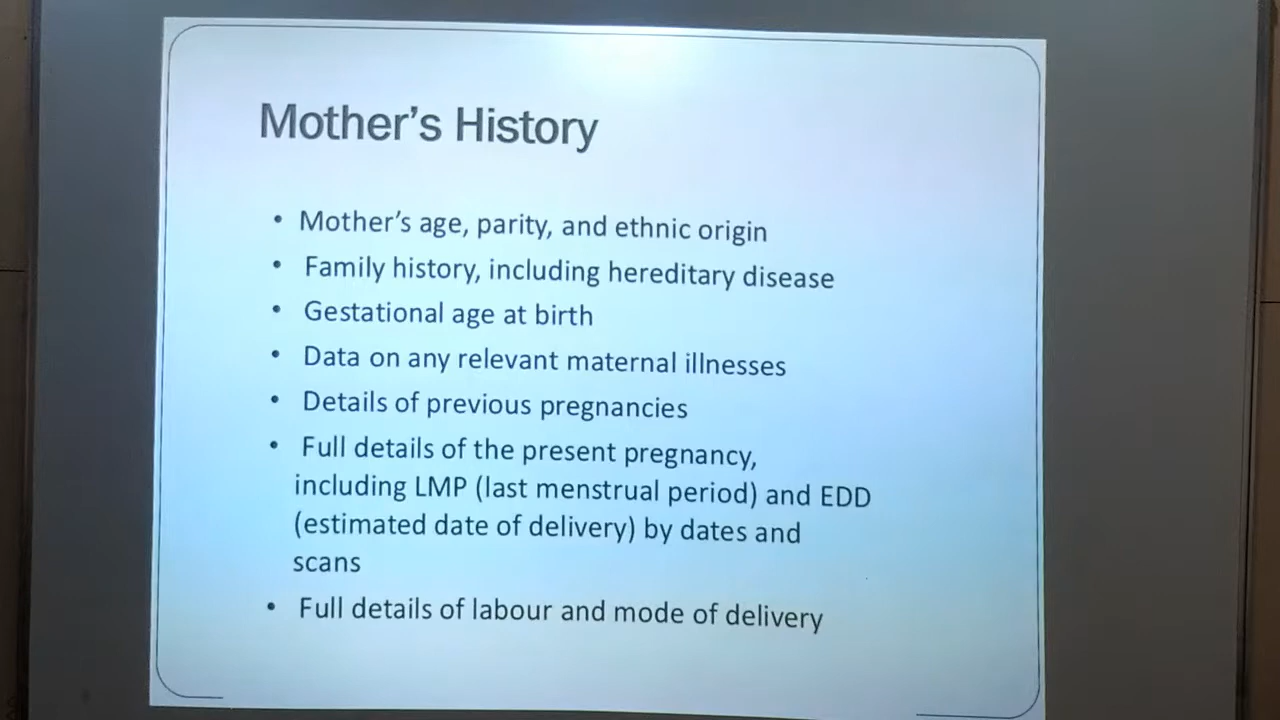 Mother's History
• Mother's age, parity, and ethnic origin
• Family history, including hereditary disease
• Gestational age at birth
• Data on any relevant maternal illnesses
• Details of previous pregnancies
• Full details of the present pregnancy,
including LMP (last menstrual period) and EDD
(estimated date of delivery) by dates and
scans
• Full details of labour and mode of delivery